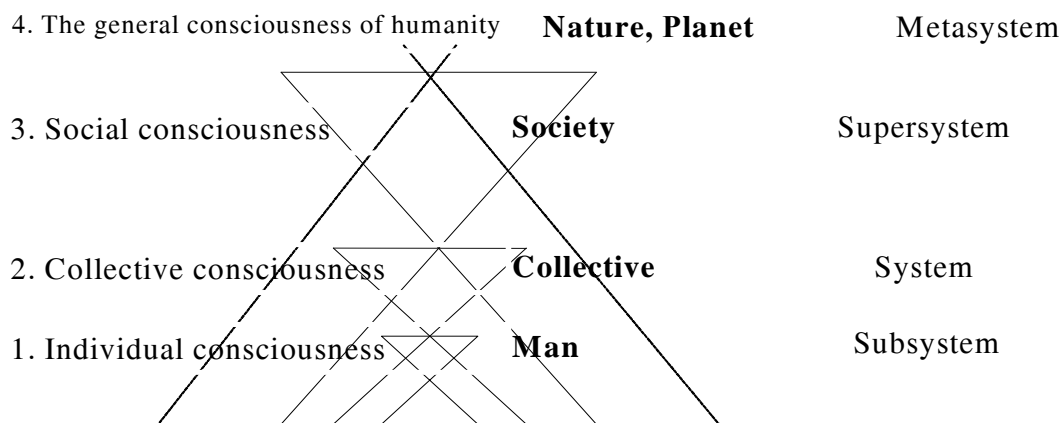 4. The general consciousness of humanity Nature, Planet Metasystem
3. Social consciousness Society Supersystem
2. Collective consciousness Collective System
1. Individual consciousness Man Subsystem